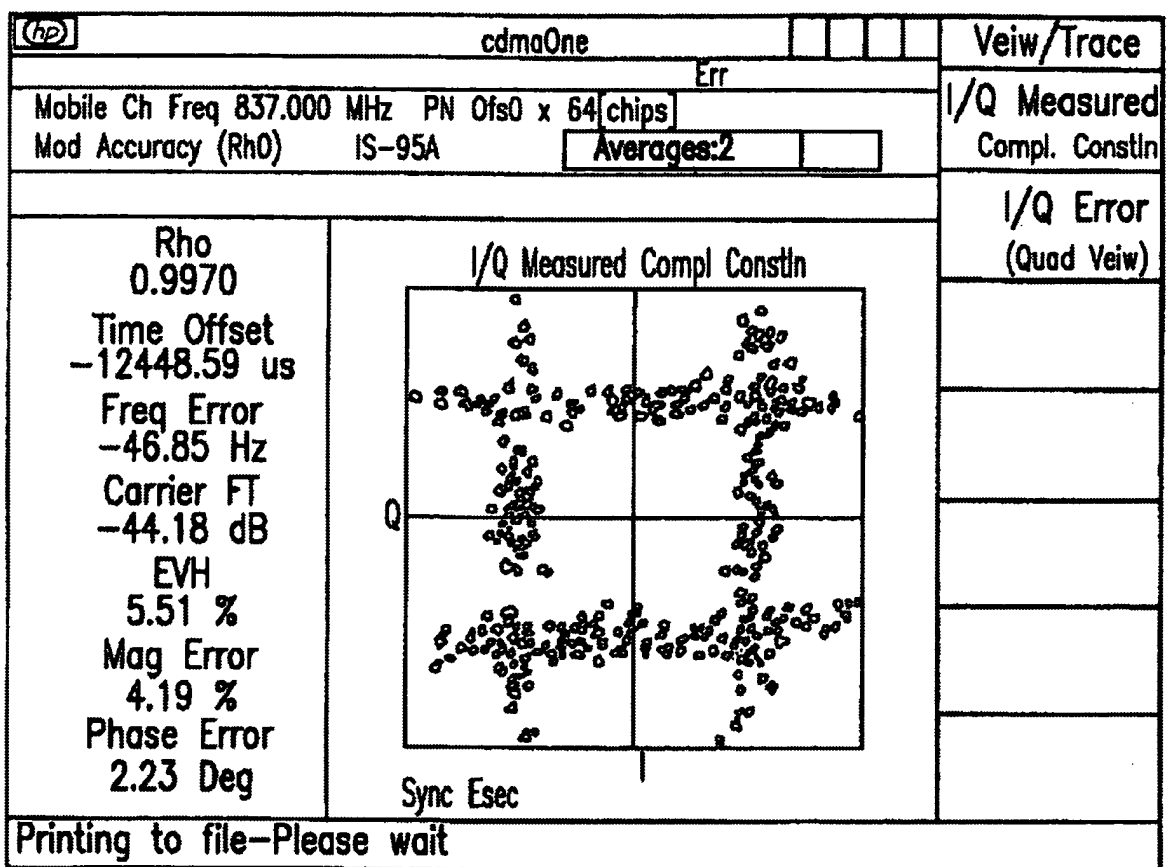 hp
cdmaOne
Err
Mobile Ch Freq 837.000 MHz PN Ofs0 x 64[chips]
Mod Accuracy (Rh0) IS-95A Averages:2
Rho
0.9970
Time Offset
-12448.59 us
Freq Error
-46.85 Hz
Carrier FT
-44.18 dB
EVH
5.51 %
Mag Error
4.19 %
Phase Error
2.23 Deg
I/Q Measured Compl Constln
Q
I
Sync Esec
Veiw/Trace
I/Q Measured
Compl. Constln
I/Q Error
(Quad Veiw)
Printing to file-Please wait